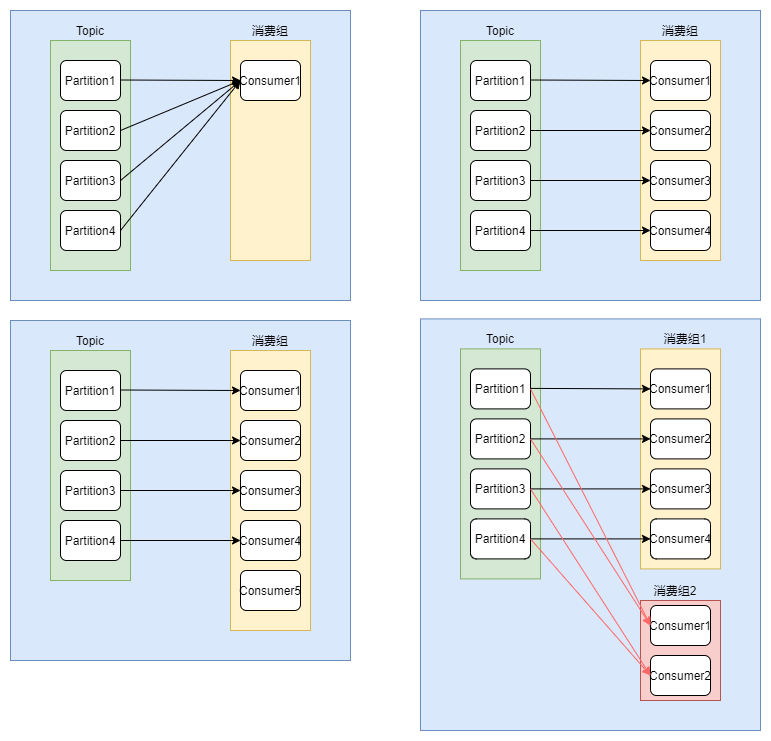 Topic
消费组
Partition1
Consumer1
Partition2
Partition3
Partition4
Topic
消费组
Partition1
Consumer1
Partition2
Consumer2
Partition3
Consumer3
Partition4
Consumer4
Topic
消费组
Partition1
Consumer1
Partition2
Consumer2
Partition3
Consumer3
Partition4
Consumer4
Consumer5
Topic
消费组1
Partition1
Consumer1
Partition2
Consumer2
Partition3
Consumer3
Partition4
Consumer4
消费组2
Consumer1
Consumer2